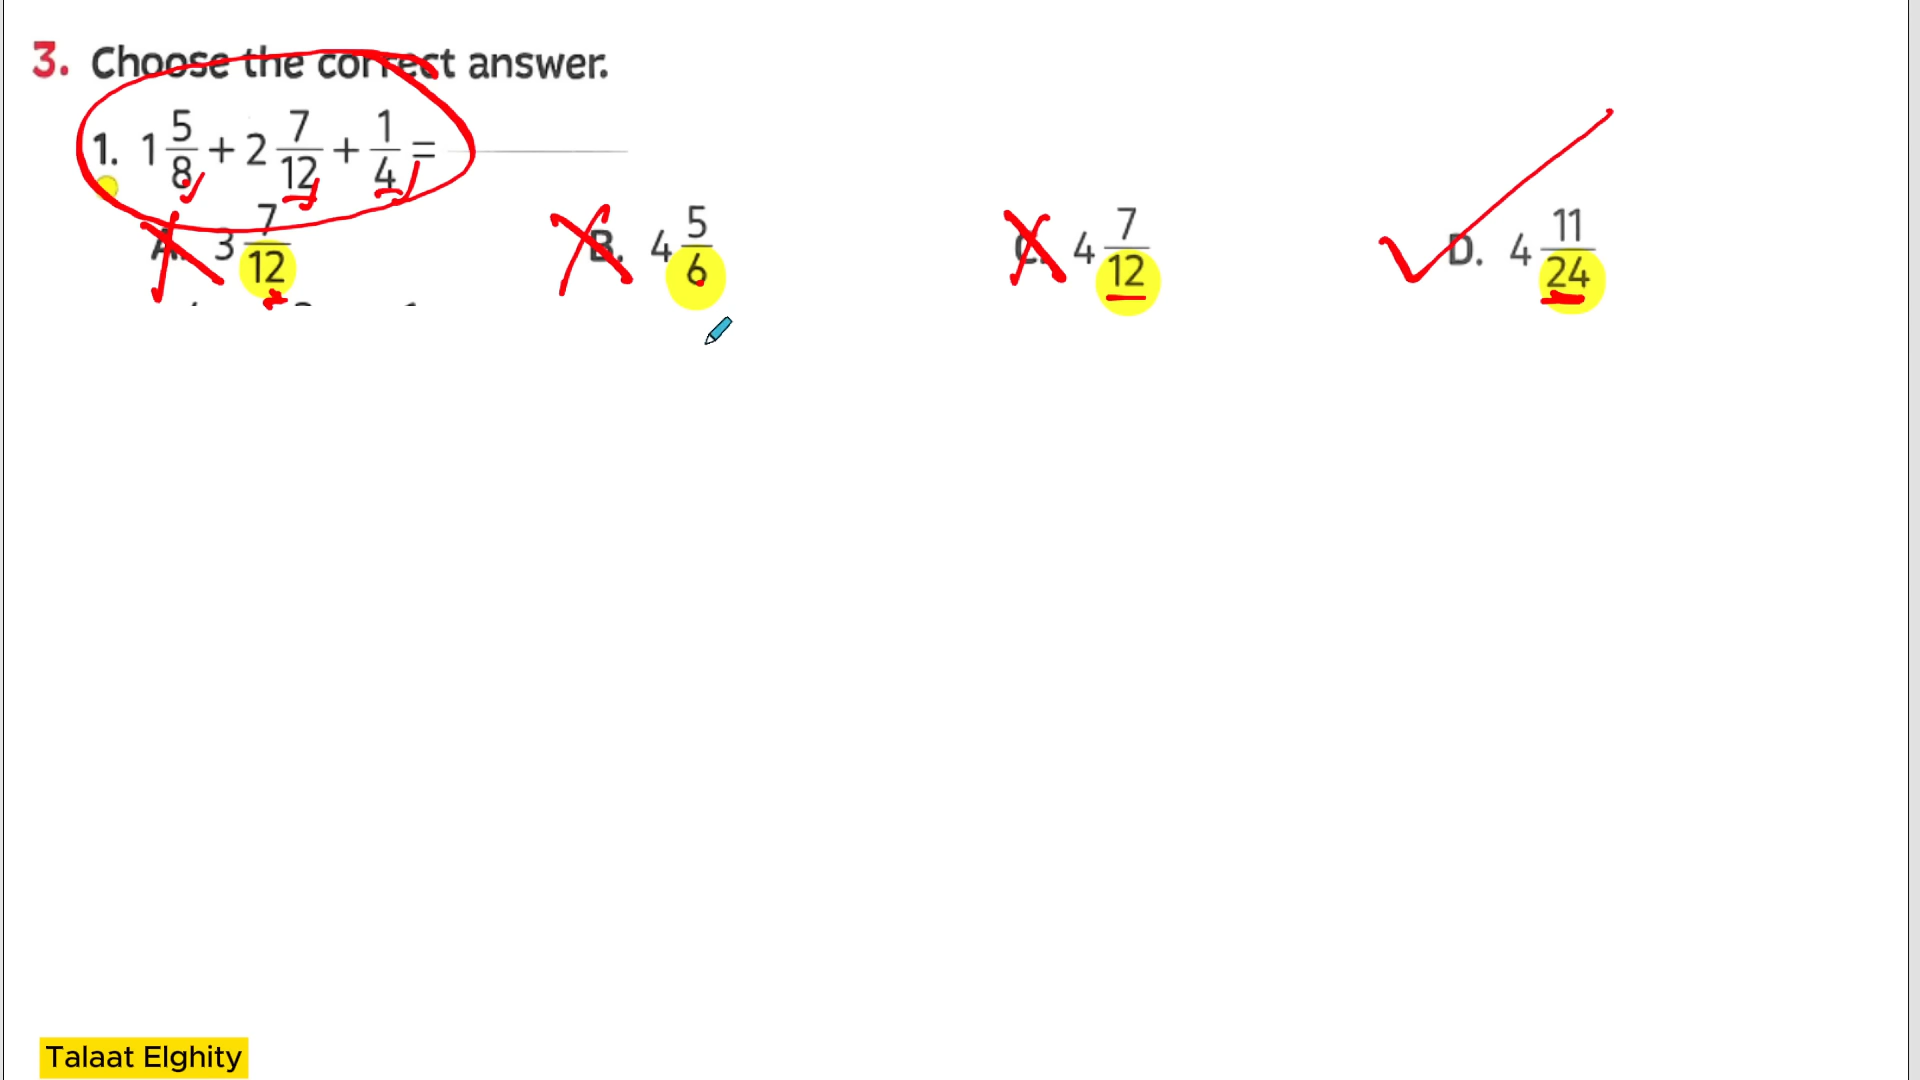 3. Choose the correct answer.
1. 1 5/8 + 2 7/12 + 1/4 =
A. 3 7/12 B. 4 5/6 C. 4 7/12 D. 4 11/24
Talaat Elghity